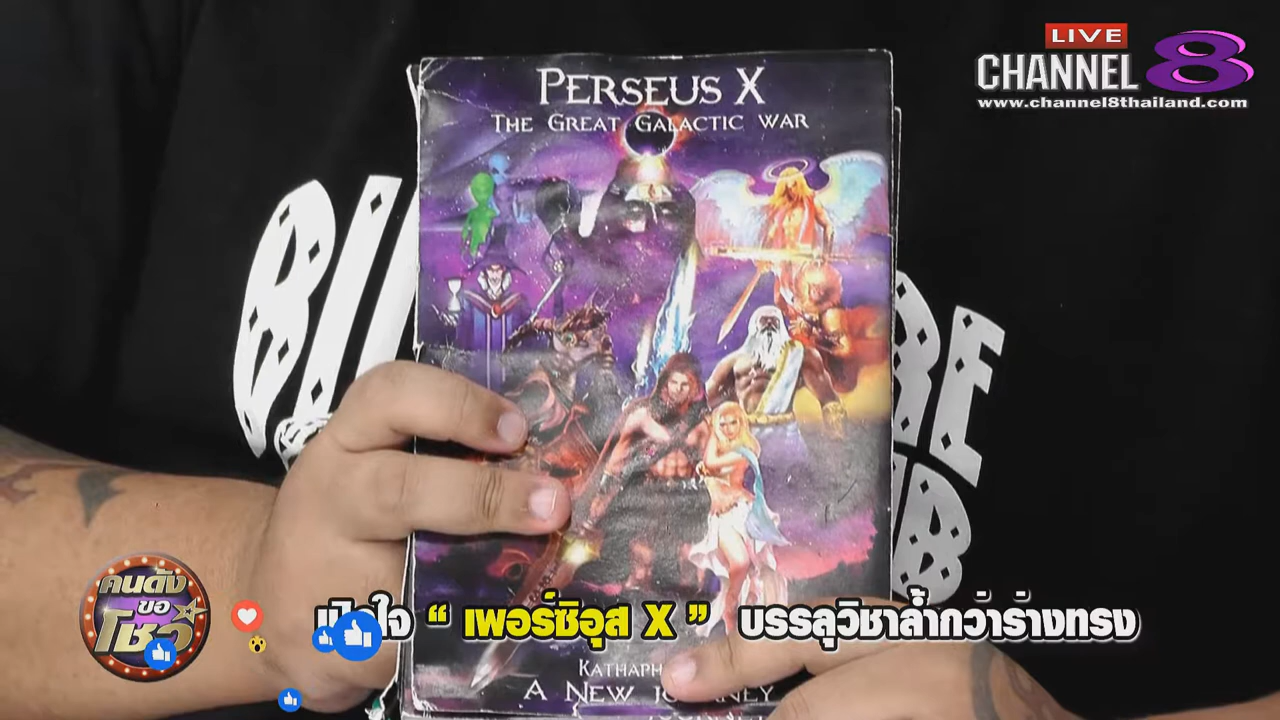 LIVE
CHANNEL 8
www.channel8thailand.com
PERSEUS X
THE GREAT GALACTIC WAR
คนดัง
ขอ
โชว์
“ เพอร์ซิอุส X ” บรรลุวิชาล้ำกว่าร่างทรง
A NEW JOURNEY